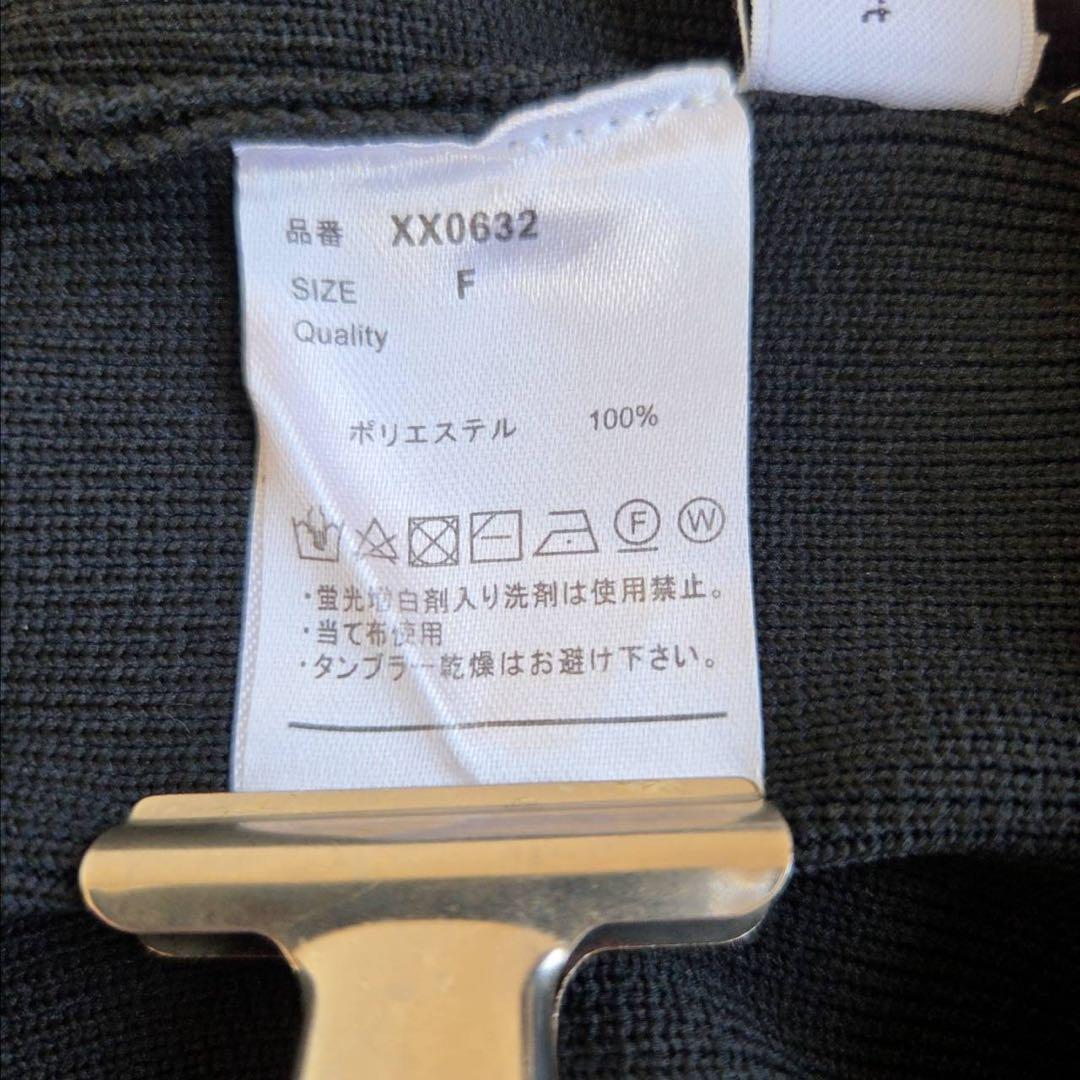 品番 XX0632
SIZE F
Quality
ポリエステル 100%
F W
・蛍光増白剤入り洗剤は使用禁止。
・当て布使用
・タンブラー乾燥はお避け下さい。